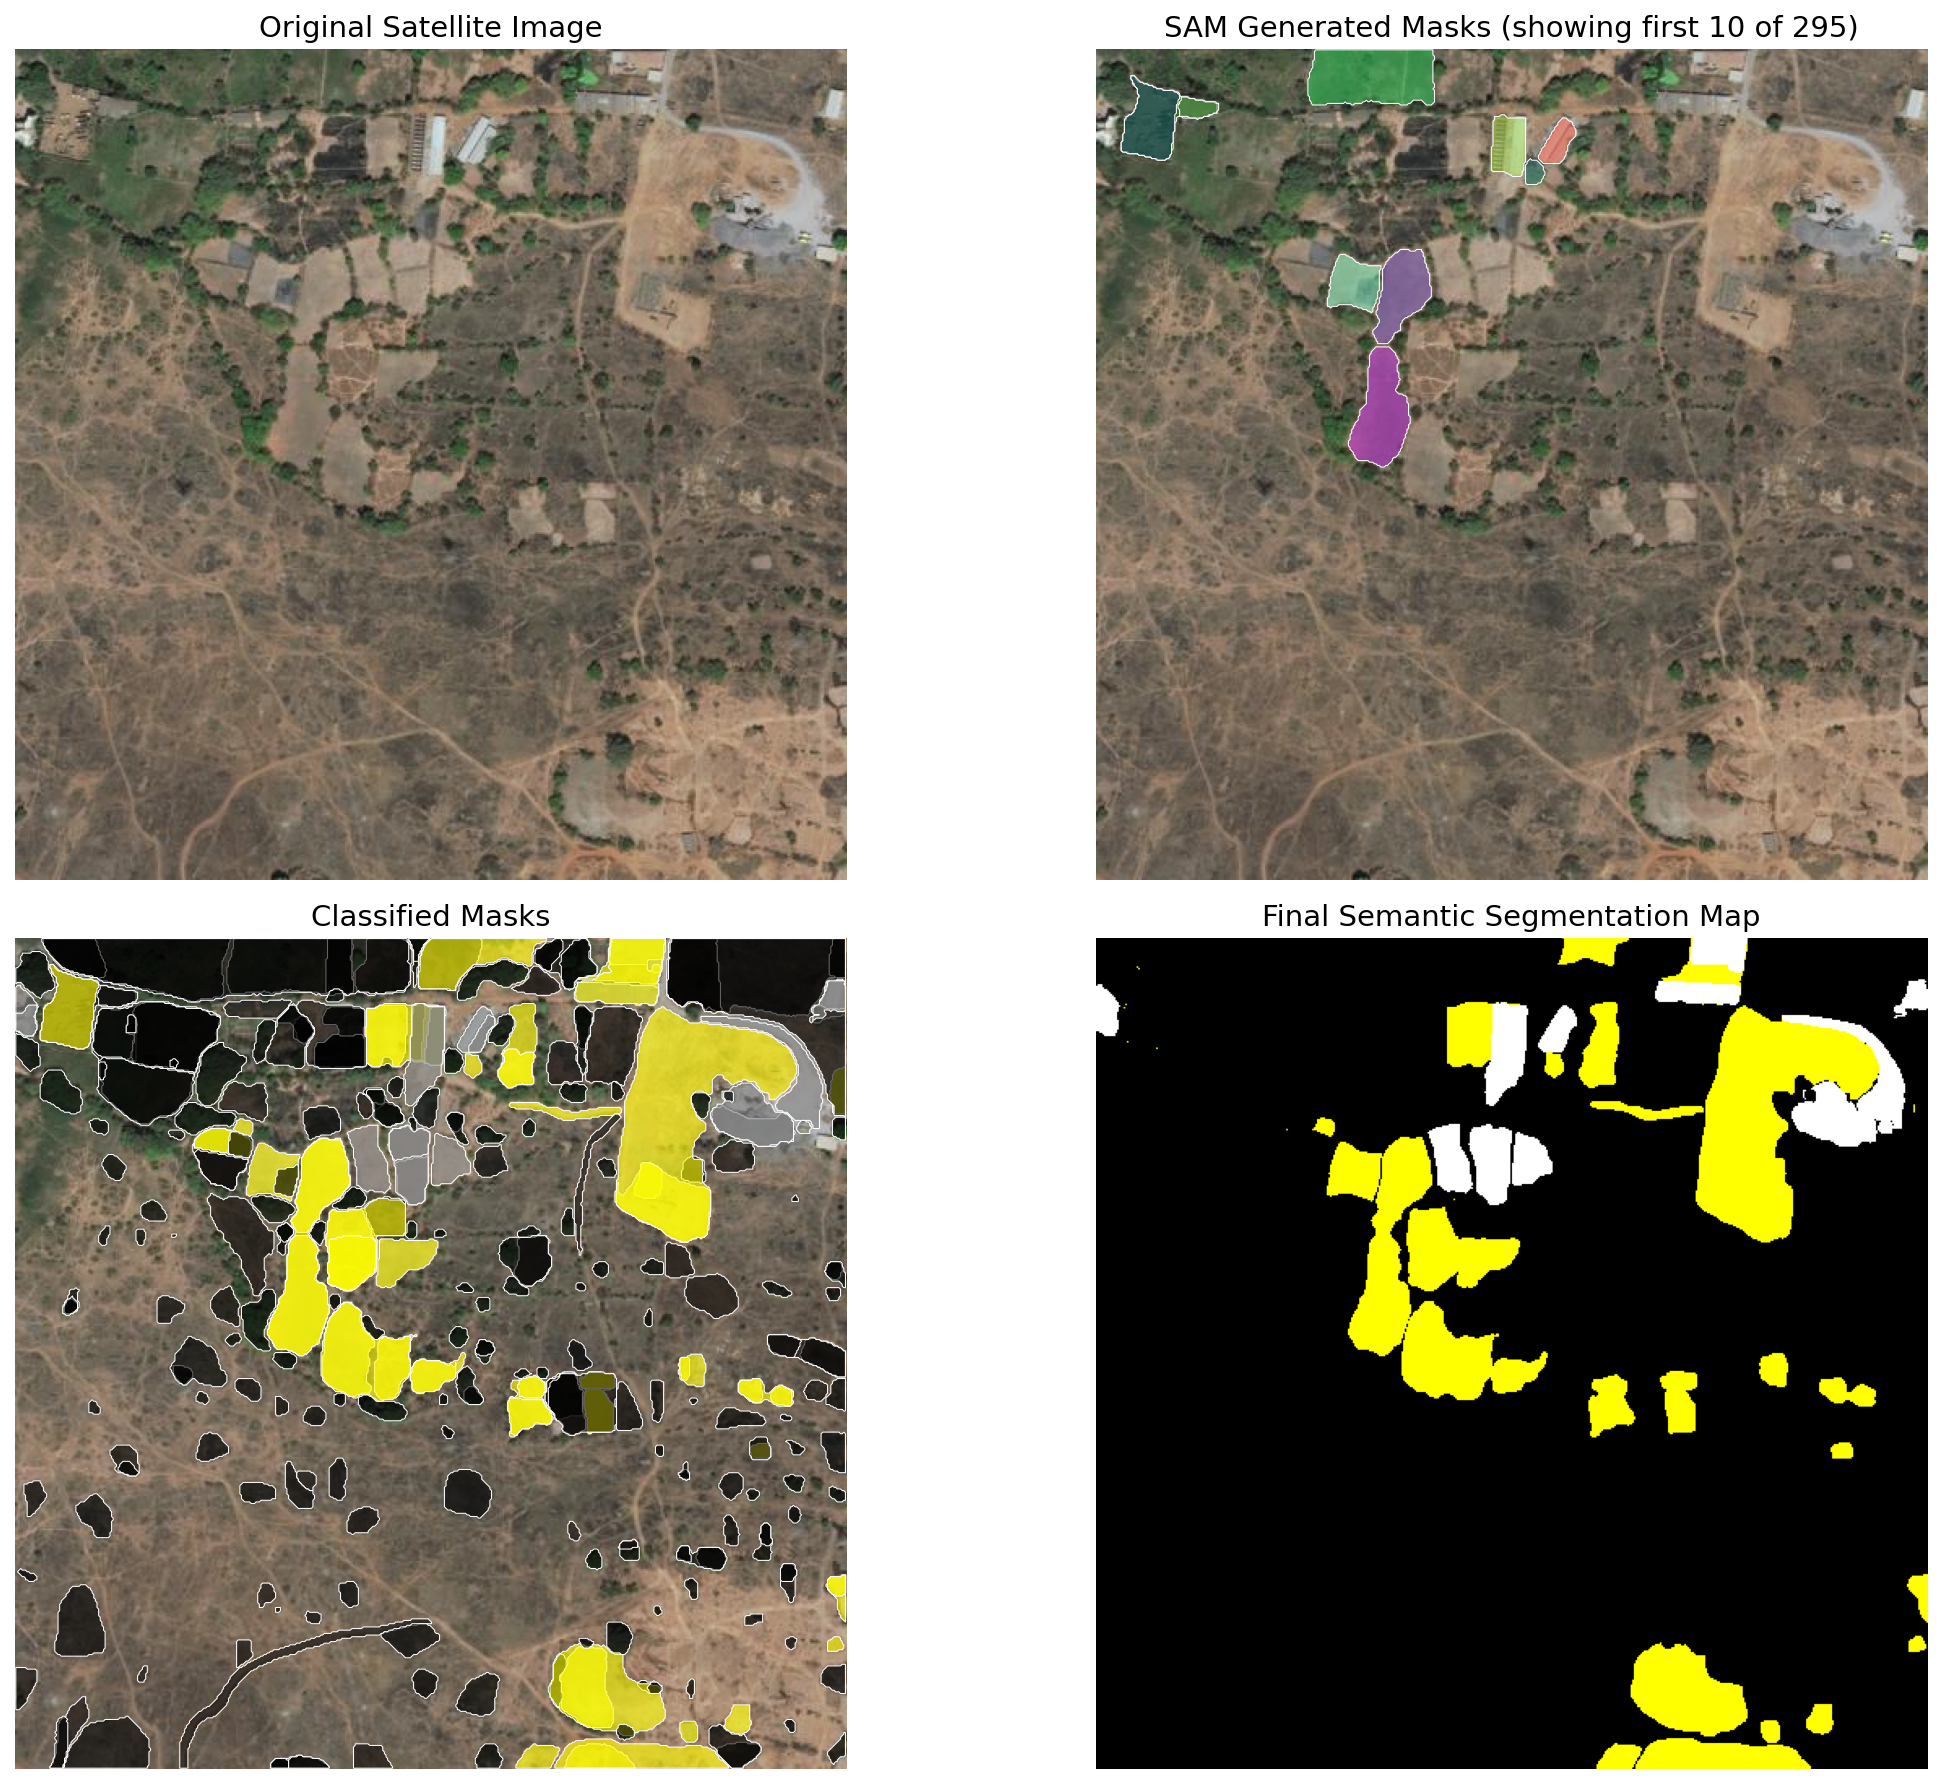 Original Satellite Image
SAM Generated Masks (showing first 10 of 295)
Classified Masks
Final Semantic Segmentation Map